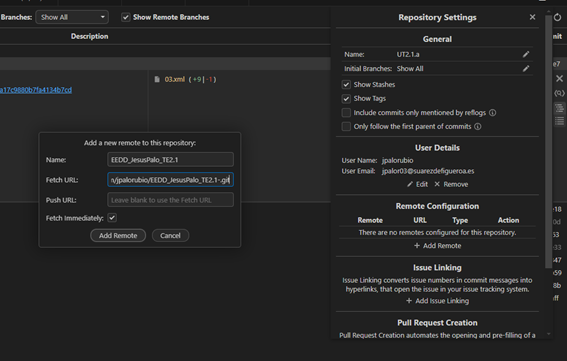 Branches: Show All Show Remote Branches
Description
a17c9880b7fa4134b7cd
03.xml (+9|-1)
Add a new remote to this repository:
Name: EEDD_JesusPalo_TE2.1
Fetch URL: n/jpalorubio/EEDD_JesusPalo_TE2.1-.git
Push URL: Leave blank to use the Fetch URL
Fetch Immediately:
Add Remote Cancel
Repository Settings
General
Name: UT2.1.a
Initial Branches: Show All
Show Stashes
Show Tags
Include commits only mentioned by reflogs
Only follow the first parent of commits
User Details
User Name: jpalorubio
User Email: jpalor03@suarezdefigueroa.es
Edit Remove
Remote Configuration
Remote URL Type Action
There are no remotes configured for this repository.
+ Add Remote
Issue Linking
Issue Linking converts issue numbers in commit messages into
hyperlinks, that open the issue in your issue tracking system.
+ Add Issue Linking
Pull Request Creation
Pull Request Creation automates the opening and pre-filling of a